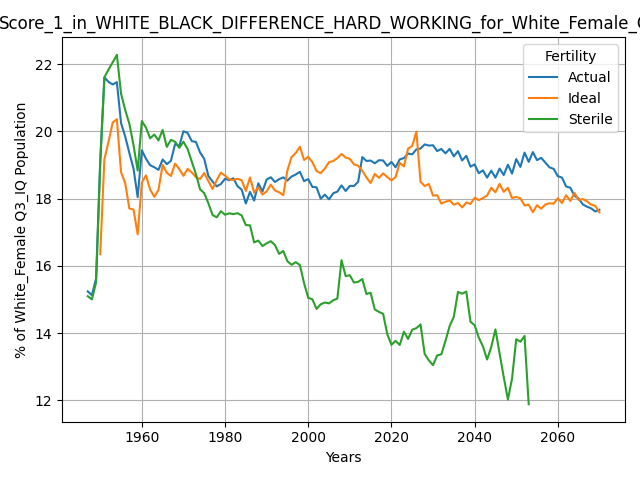 Score_1_in_WHITE_BLACK_DIFFERENCE_HARD_WORKING_for_White_Female_
% of White_Female Q3_IQ Population
22
20
18
16
14
12
Fertility
Actual
Ideal
Sterile
1960
1980
2000
2020
2040
2060
Years